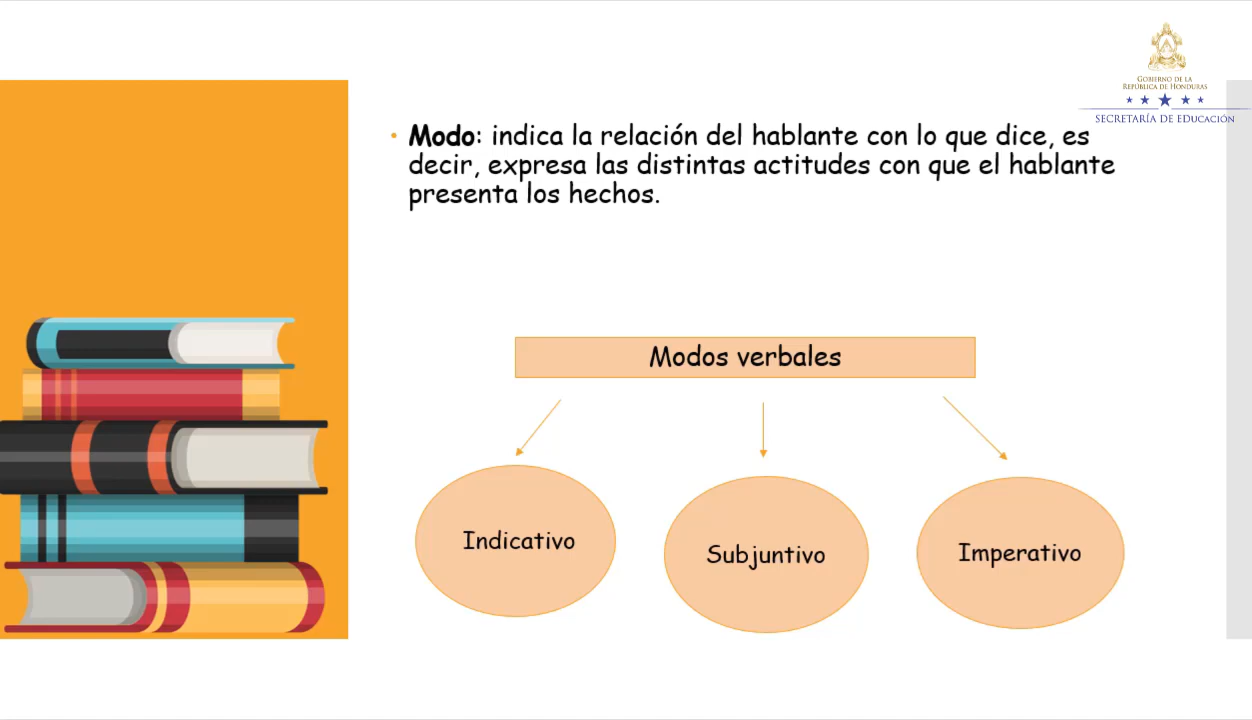 GOBIERNO DE LA
REPÚBLICA DE HONDURAS
SECRETARÍA DE EDUCACIÓN
Modo: indica la relación del hablante con lo que dice, es
decir, expresa las distintas actitudes con que el hablante
presenta los hechos.
Modos verbales
Indicativo
Subjuntivo
Imperativo